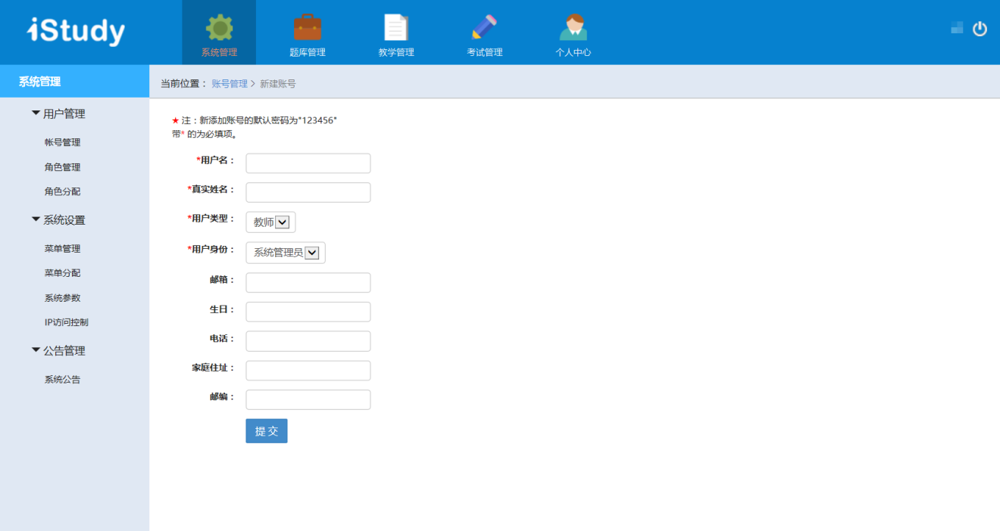 iStudy
系统管理
题库管理
教学管理
考试管理
个人中心
系统管理
当前位置： 账号管理 > 新建账号
用户管理
帐号管理
角色管理
角色分配
系统设置
菜单管理
菜单分配
系统参数
IP访问控制
公告管理
系统公告
★ 注：新添加账号的默认密码为"123456"
带* 的为必填项。
*用户名：
*真实姓名：
*用户类型： 教师
*用户身份： 系统管理员
邮箱：
生日：
电话：
家庭住址：
邮编：
提 交